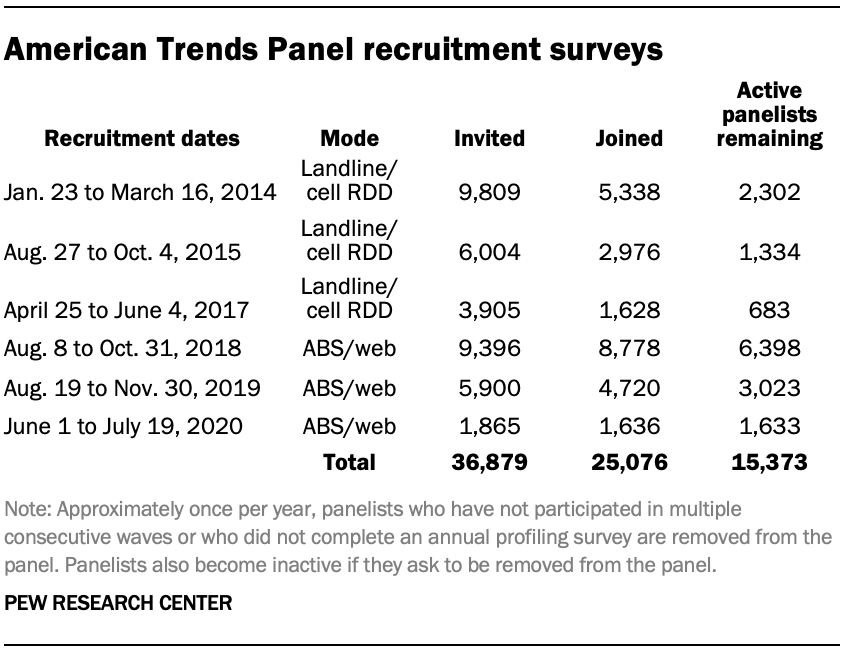 American Trends Panel recruitment surveys
Active
panelists
Recruitment dates Mode Invited Joined remaining
Landline/
Jan. 23 to March 16, 2014 cell RDD 9,809 5,338 2,302
Landline/
Aug. 27 to Oct. 4, 2015 cell RDD 6,004 2,976 1,334
Landline/
April 25 to June 4, 2017 cell RDD 3,905 1,628 683
Aug. 8 to Oct. 31, 2018 ABS/web 9,396 8,778 6,398
Aug. 19 to Nov. 30, 2019 ABS/web 5,900 4,720 3,023
June 1 to July 19, 2020 ABS/web 1,865 1,636 1,633
Total 36,879 25,076 15,373
Note: Approximately once per year, panelists who have not participated in multiple
consecutive waves or who did not complete an annual profiling survey are removed from the
panel. Panelists also become inactive if they ask to be removed from the panel.
PEW RESEARCH CENTER